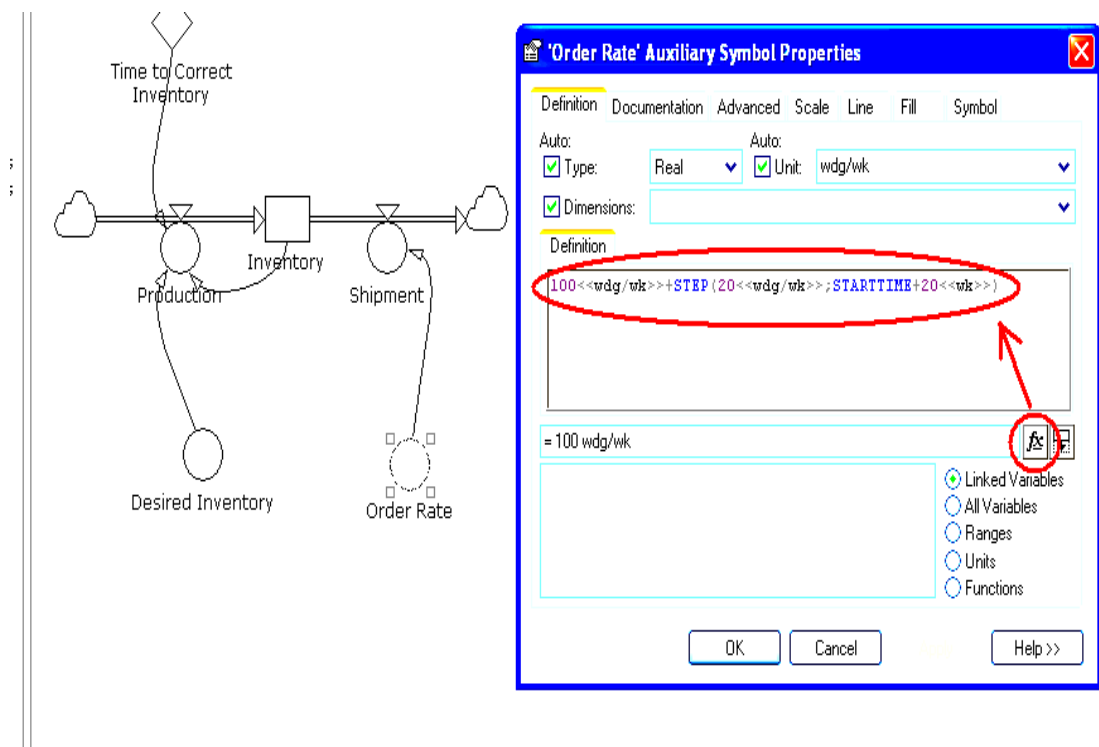 Time to Correct
Inventory
Inventory
Production
Shipment
Desired Inventory
Order Rate
'Order Rate' Auxiliary Symbol Properties
Definition Documentation Advanced Scale Line Fill Symbol
Auto: Auto:
Type: Real Unit: wdg/wk
Dimensions:
Definition
100<<wdg/wk>>+STEP(20<<wdg/wk>>;STARTTIME+20<<wk>>)
= 100 wdg/wk fx
Linked Variables
All Variables
Ranges
Units
Functions
OK Cancel Help >>